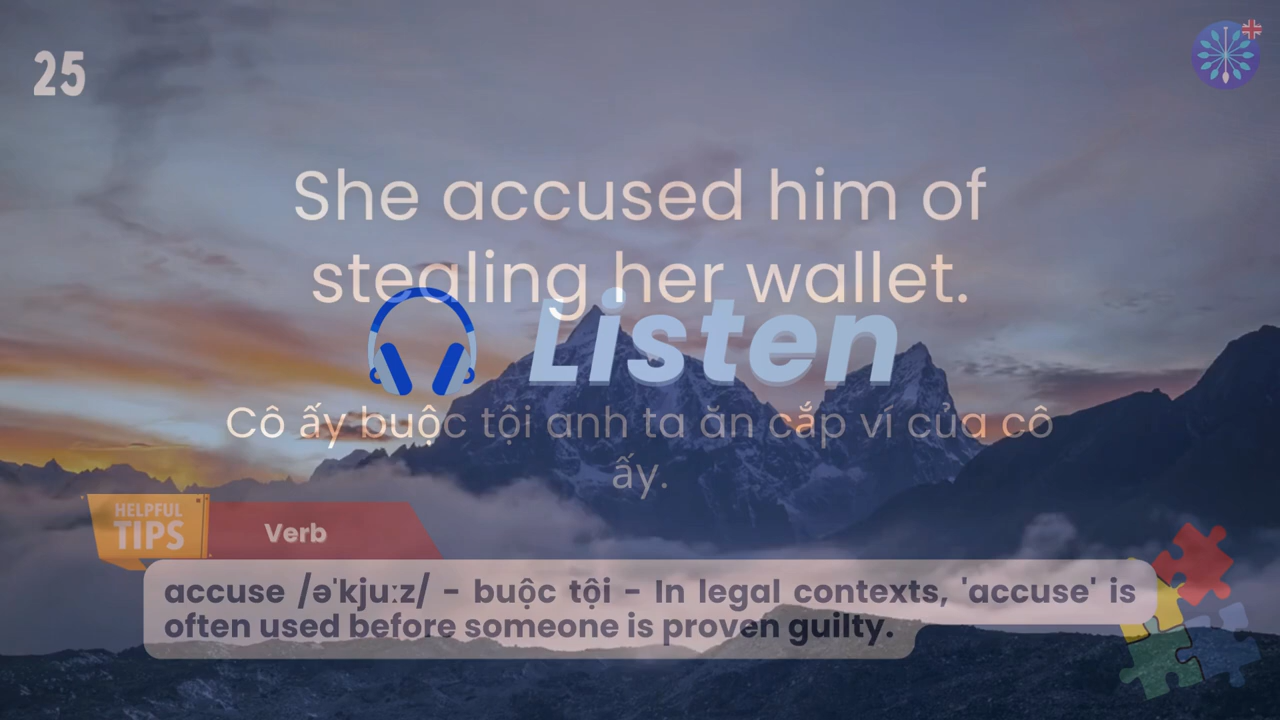 25
She accused him of
stealing her wallet.
Listen
Cô ấy buộc tội anh ta ăn cắp ví của cô
ấy.
HELPFUL
TIPS
Verb
accuse /ə'kjuːz/ - buộc tội - In legal contexts, 'accuse' is
often used before someone is proven guilty.